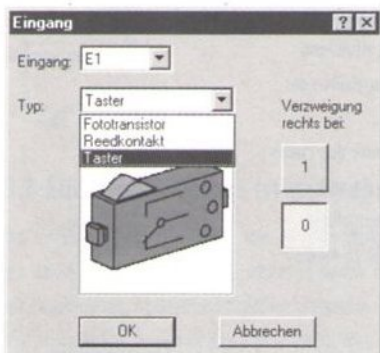 Eingang
Eingang: E1
Typ: Taster
Fototransistor
Reedkontakt
Taster
Verzweigung
rechts bei:
1
0
OK
Abbrechen